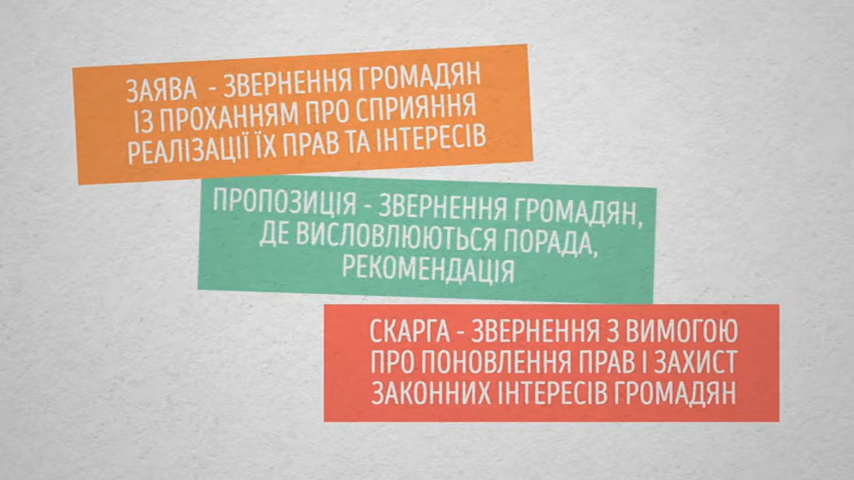 ЗАЯВА - ЗВЕРНЕННЯ ГРОМАДЯН
ІЗ ПРОХАННЯМ ПРО СПРИЯННЯ
РЕАЛІЗАЦІЇ ЇХ ПРАВ ТА ІНТЕРЕСІВ
ПРОПОЗИЦІЯ - ЗВЕРНЕННЯ ГРОМАДЯН,
ДЕ ВИСЛОВЛЮЮТЬСЯ ПОРАДА,
РЕКОМЕНДАЦІЯ
СКАРГА - ЗВЕРНЕННЯ З ВИМОГОЮ
ПРО ПОНОВЛЕННЯ ПРАВ І ЗАХИСТ
ЗАКОННИХ ІНТЕРЕСІВ ГРОМАДЯН